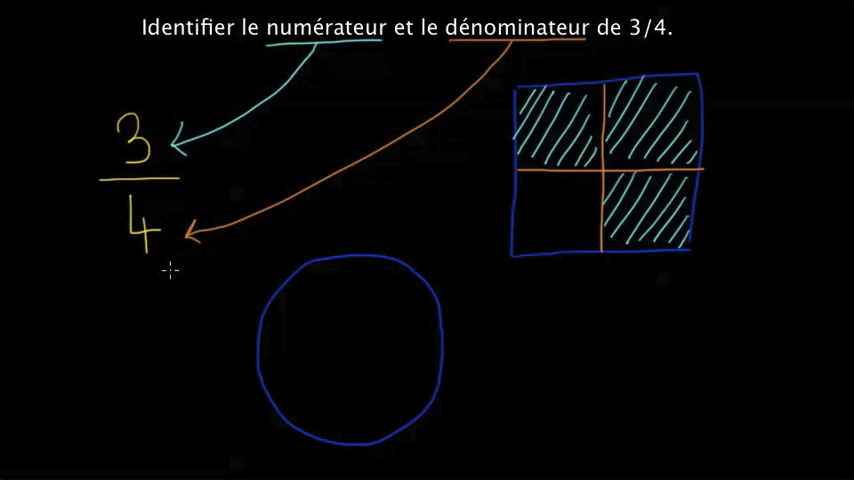 Identifier le numérateur et le dénominateur de 3/4.
3
4